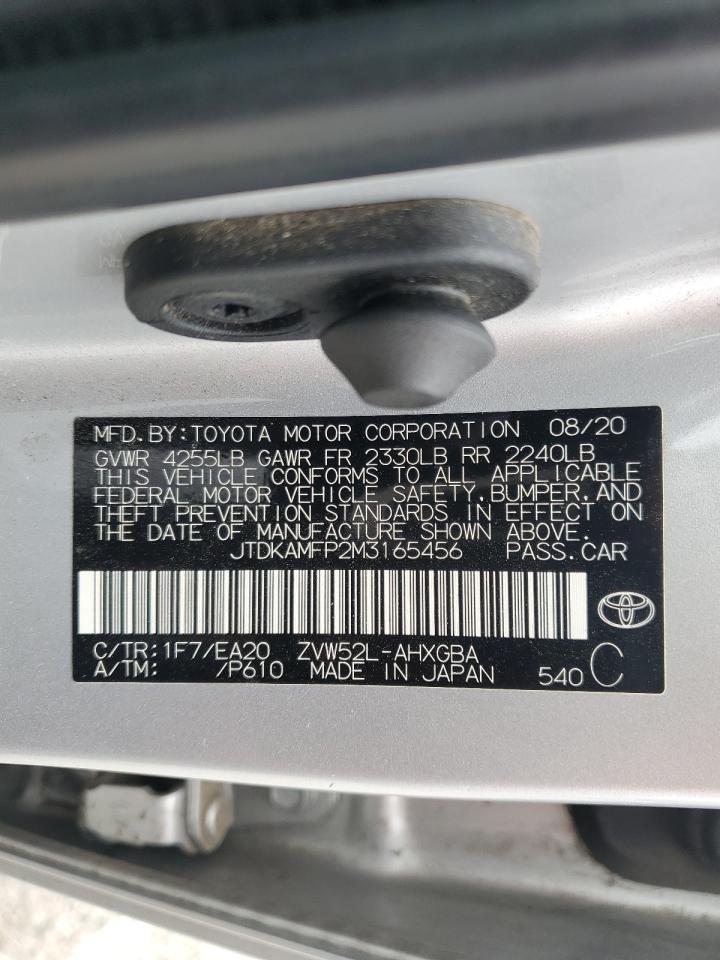 MFD.BY:TOYOTA MOTOR CORPORATION 08/20
GVWR 4255LB GAWR FR 2330LB RR 2240LB
THIS VEHICLE CONFORMS TO ALL APPLICABLE
FEDERAL MOTOR VEHICLE SAFETY,BUMPER,AND
THEFT PREVENTION STANDARDS IN EFFECT ON
THE DATE OF MANUFACTURE SHOWN ABOVE.
JTDKAMFP2M3165456 PASS.CAR
C/TR:1F7/EA20 ZVW52L-AHXGBA
A/TM: /P610 MADE IN JAPAN 540 C